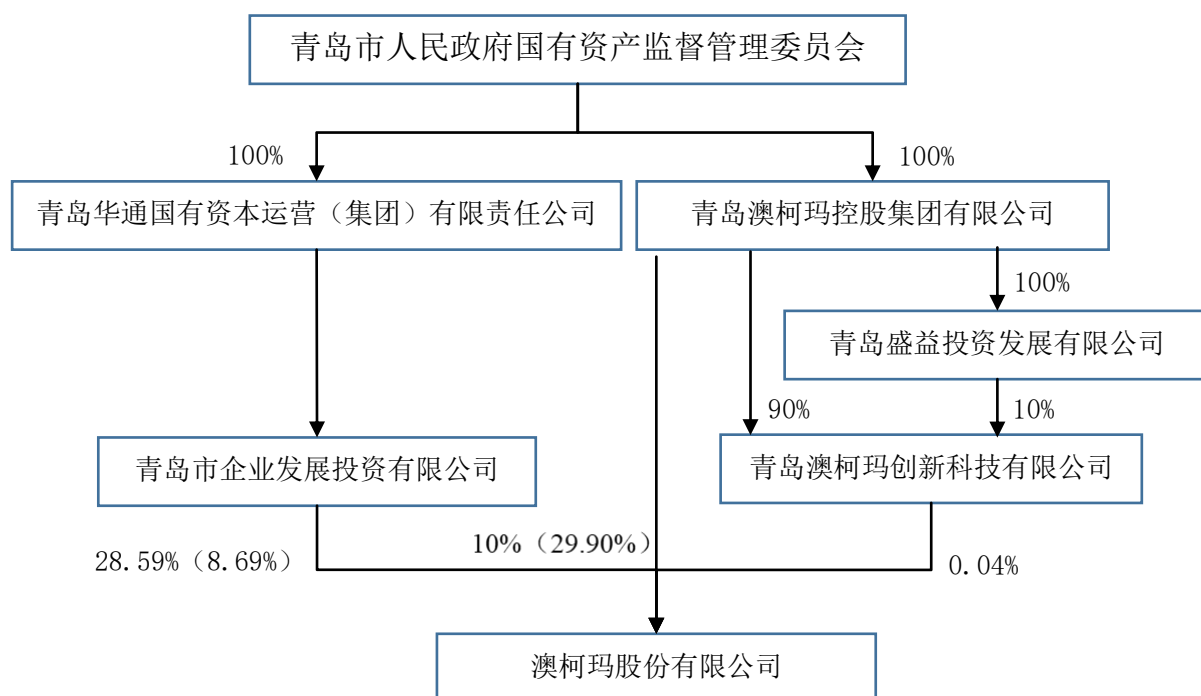 青岛市人民政府国有资产监督管理委员会
100%
100%
青岛华通国有资本运营（集团）有限责任公司
青岛澳柯玛控股集团有限公司
100%
青岛盛益投资发展有限公司
90%
10%
青岛市企业发展投资有限公司
青岛澳柯玛创新科技有限公司
28.59%（8.69%）
10%（29.90%）
0.04%
澳柯玛股份有限公司